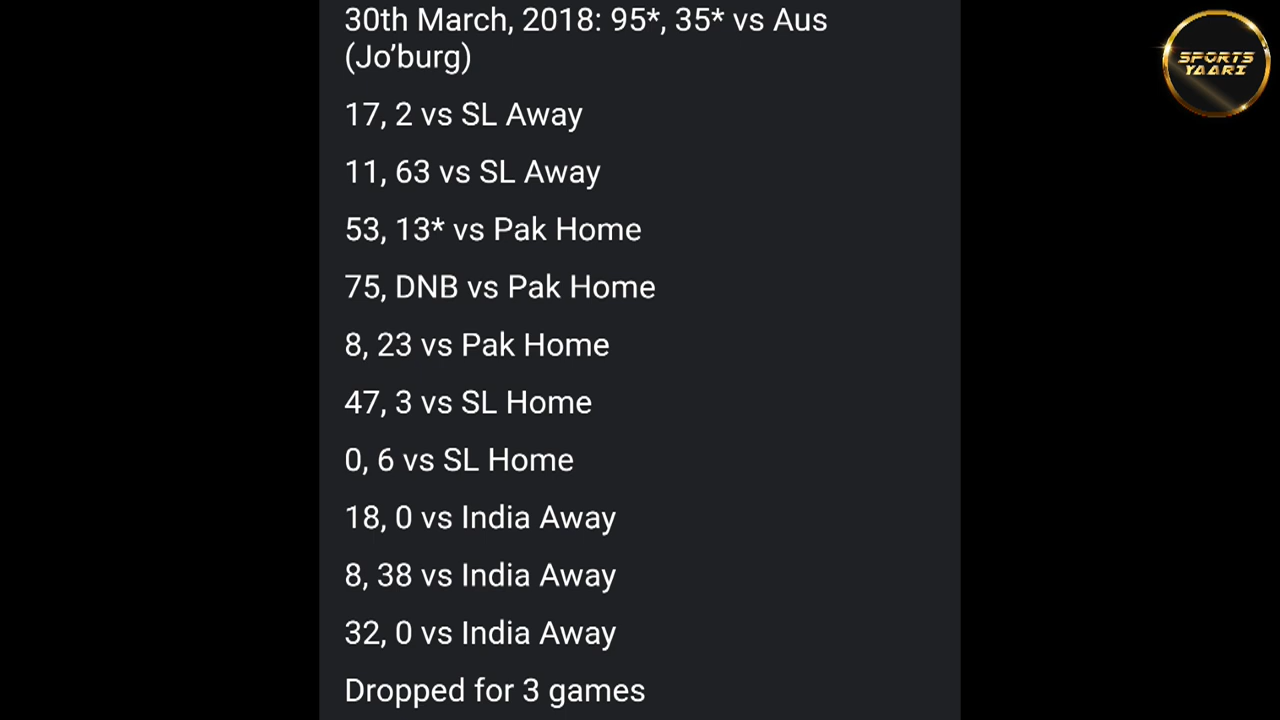 30th March, 2018: 95*, 35* vs Aus
(Jo’burg)
17, 2 vs SL Away
11, 63 vs SL Away
53, 13* vs Pak Home
75, DNB vs Pak Home
8, 23 vs Pak Home
47, 3 vs SL Home
0, 6 vs SL Home
18, 0 vs India Away
8, 38 vs India Away
32, 0 vs India Away
Dropped for 3 games
SPORTS
YAARI